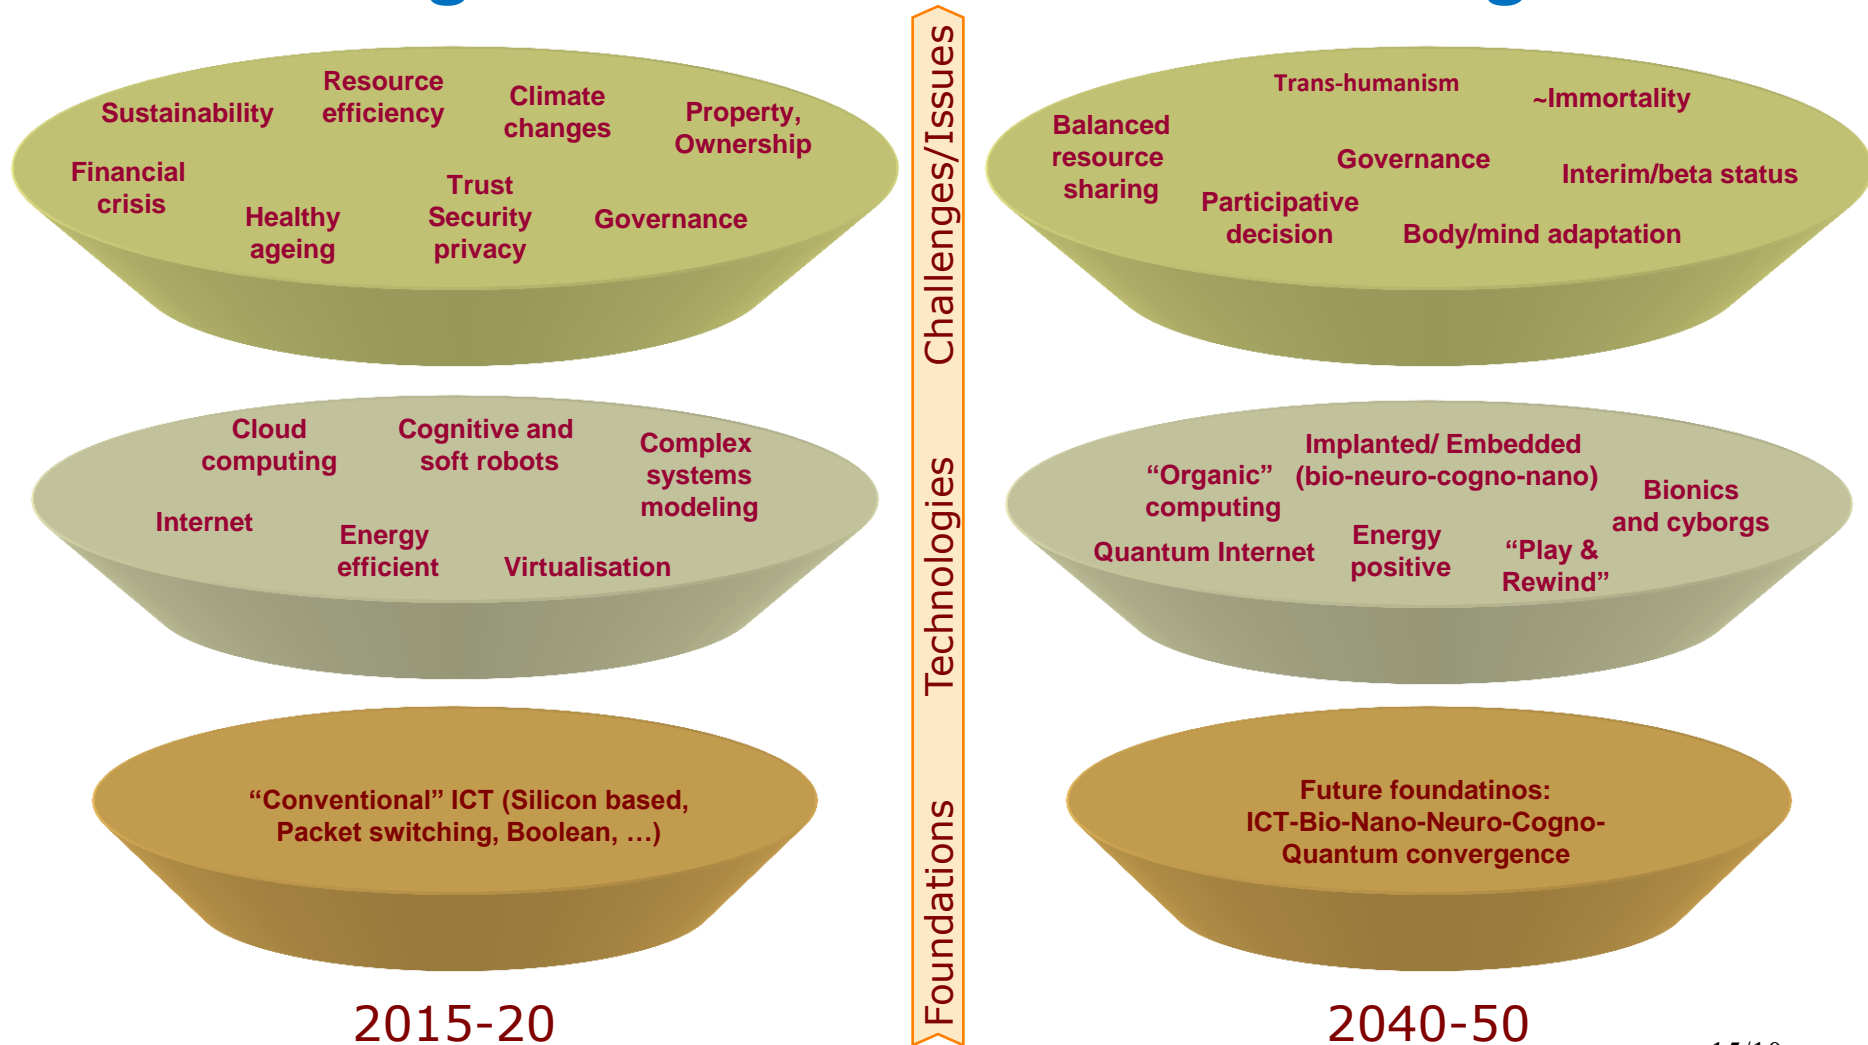 Sustainability
Resource
efficiency
Climate
changes
Property,
Ownership
Financial
crisis
Healthy
ageing
Trust
Security
privacy
Governance
Cloud
computing
Cognitive and
soft robots
Complex
systems
modeling
Internet
Energy
efficient
Virtualisation
“Conventional” ICT (Silicon based,
Packet switching, Boolean, …)
2015-20
Challenges/Issues
Technologies
Foundations
Trans-humanism
~Immortality
Balanced
resource
sharing
Governance
Interim/beta status
Participative
decision
Body/mind adaptation
Implanted/ Embedded
(bio-neuro-cogno-nano)
“Organic”
computing
Bionics
and cyborgs
Quantum Internet
Energy
positive
“Play &
Rewind”
Future foundatinos:
ICT-Bio-Nano-Neuro-Cogno-
Quantum convergence
2040-50